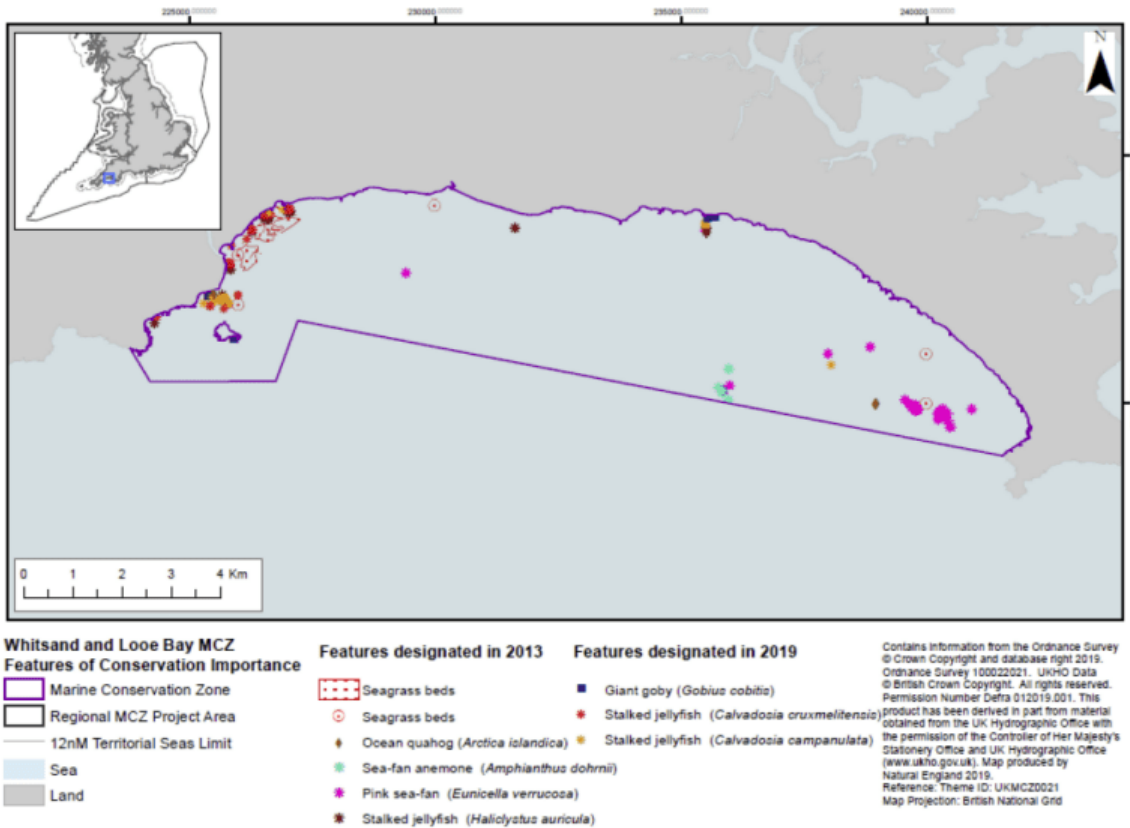 225000
230000
235000
240000
N
0 1 2 3 4 Km
Whitsand and Looe Bay MCZ
Features of Conservation Importance
Marine Conservation Zone
Regional MCZ Project Area
12nM Territorial Seas Limit
Sea
Land
Features designated in 2013
Seagrass beds
Seagrass beds
Ocean quahog (Arctica islandica)
Sea-fan anemone (Amphianthus dohrnii)
Pink sea-fan (Eunicella verrucosa)
Stalked jellyfish (Haliclystus auricula)
Features designated in 2019
Giant goby (Gobius cobitis)
Stalked jellyfish (Calvadosia cruxmelitensis)
Stalked jellyfish (Calvadosia campanulata)
Contains information from the Ordnance Survey
© Crown Copyright and database right 2019.
Ordnance Survey 100022021. UKHO Data
© British Crown Copyright. All rights reserved.
Permission Number Defra 012019.001. This
product has been derived in part from material
obtained from the UK Hydrographic Office with
the permission of the Controller of Her Majesty's
Stationery Office and UK Hydrographic Office
(www.ukho.gov.uk). Map produced by
Natural England 2019.
Reference: Theme ID: UKMCZ0021
Map Projection: British National Grid